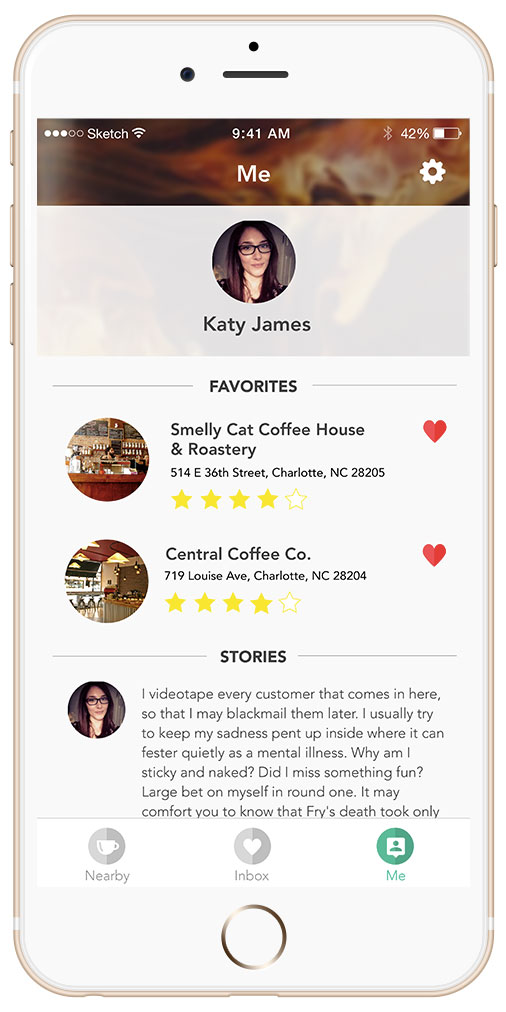 ●●●○○ Sketch 9:41 AM 42%
Me
Katy James
FAVORITES
Smelly Cat Coffee House
& Roastery
514 E 36th Street, Charlotte, NC 28205
Central Coffee Co.
719 Louise Ave, Charlotte, NC 28204
STORIES
I videotape every customer that comes in here,
so that I may blackmail them later. I usually try
to keep my sadness pent up inside where it can
fester quietly as a mental illness. Why am I
sticky and naked? Did I miss something fun?
Large bet on myself in round one. It may
comfort you to know that Fry's death took only
Nearby Inbox Me